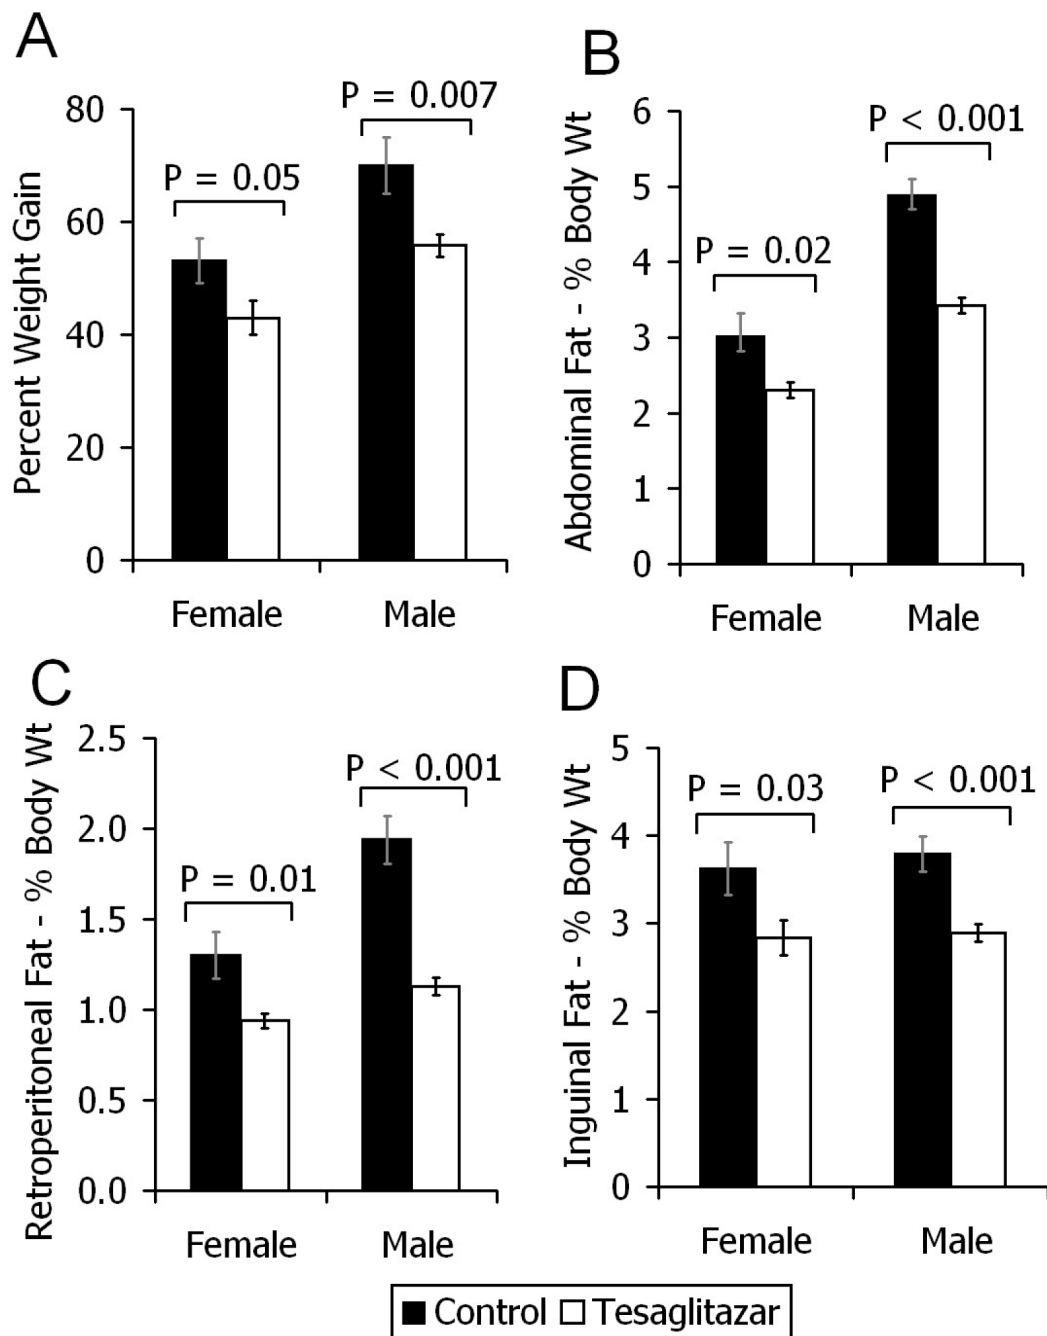 A
Percent Weight Gain
80
60
40
20
0
P = 0.05
P = 0.007
Female
Male
B
Abdominal Fat - % Body Wt
6
5
4
3
2
1
0
P = 0.02
P < 0.001
Female
Male
C
Retroperitoneal Fat - % Body Wt
2.5
2.0
1.5
1.0
0.5
0.0
P = 0.01
P < 0.001
Female
Male
D
Inguinal Fat - % Body Wt
5
4
3
2
1
0
P = 0.03
P < 0.001
Female
Male
Control Tesaglitazar